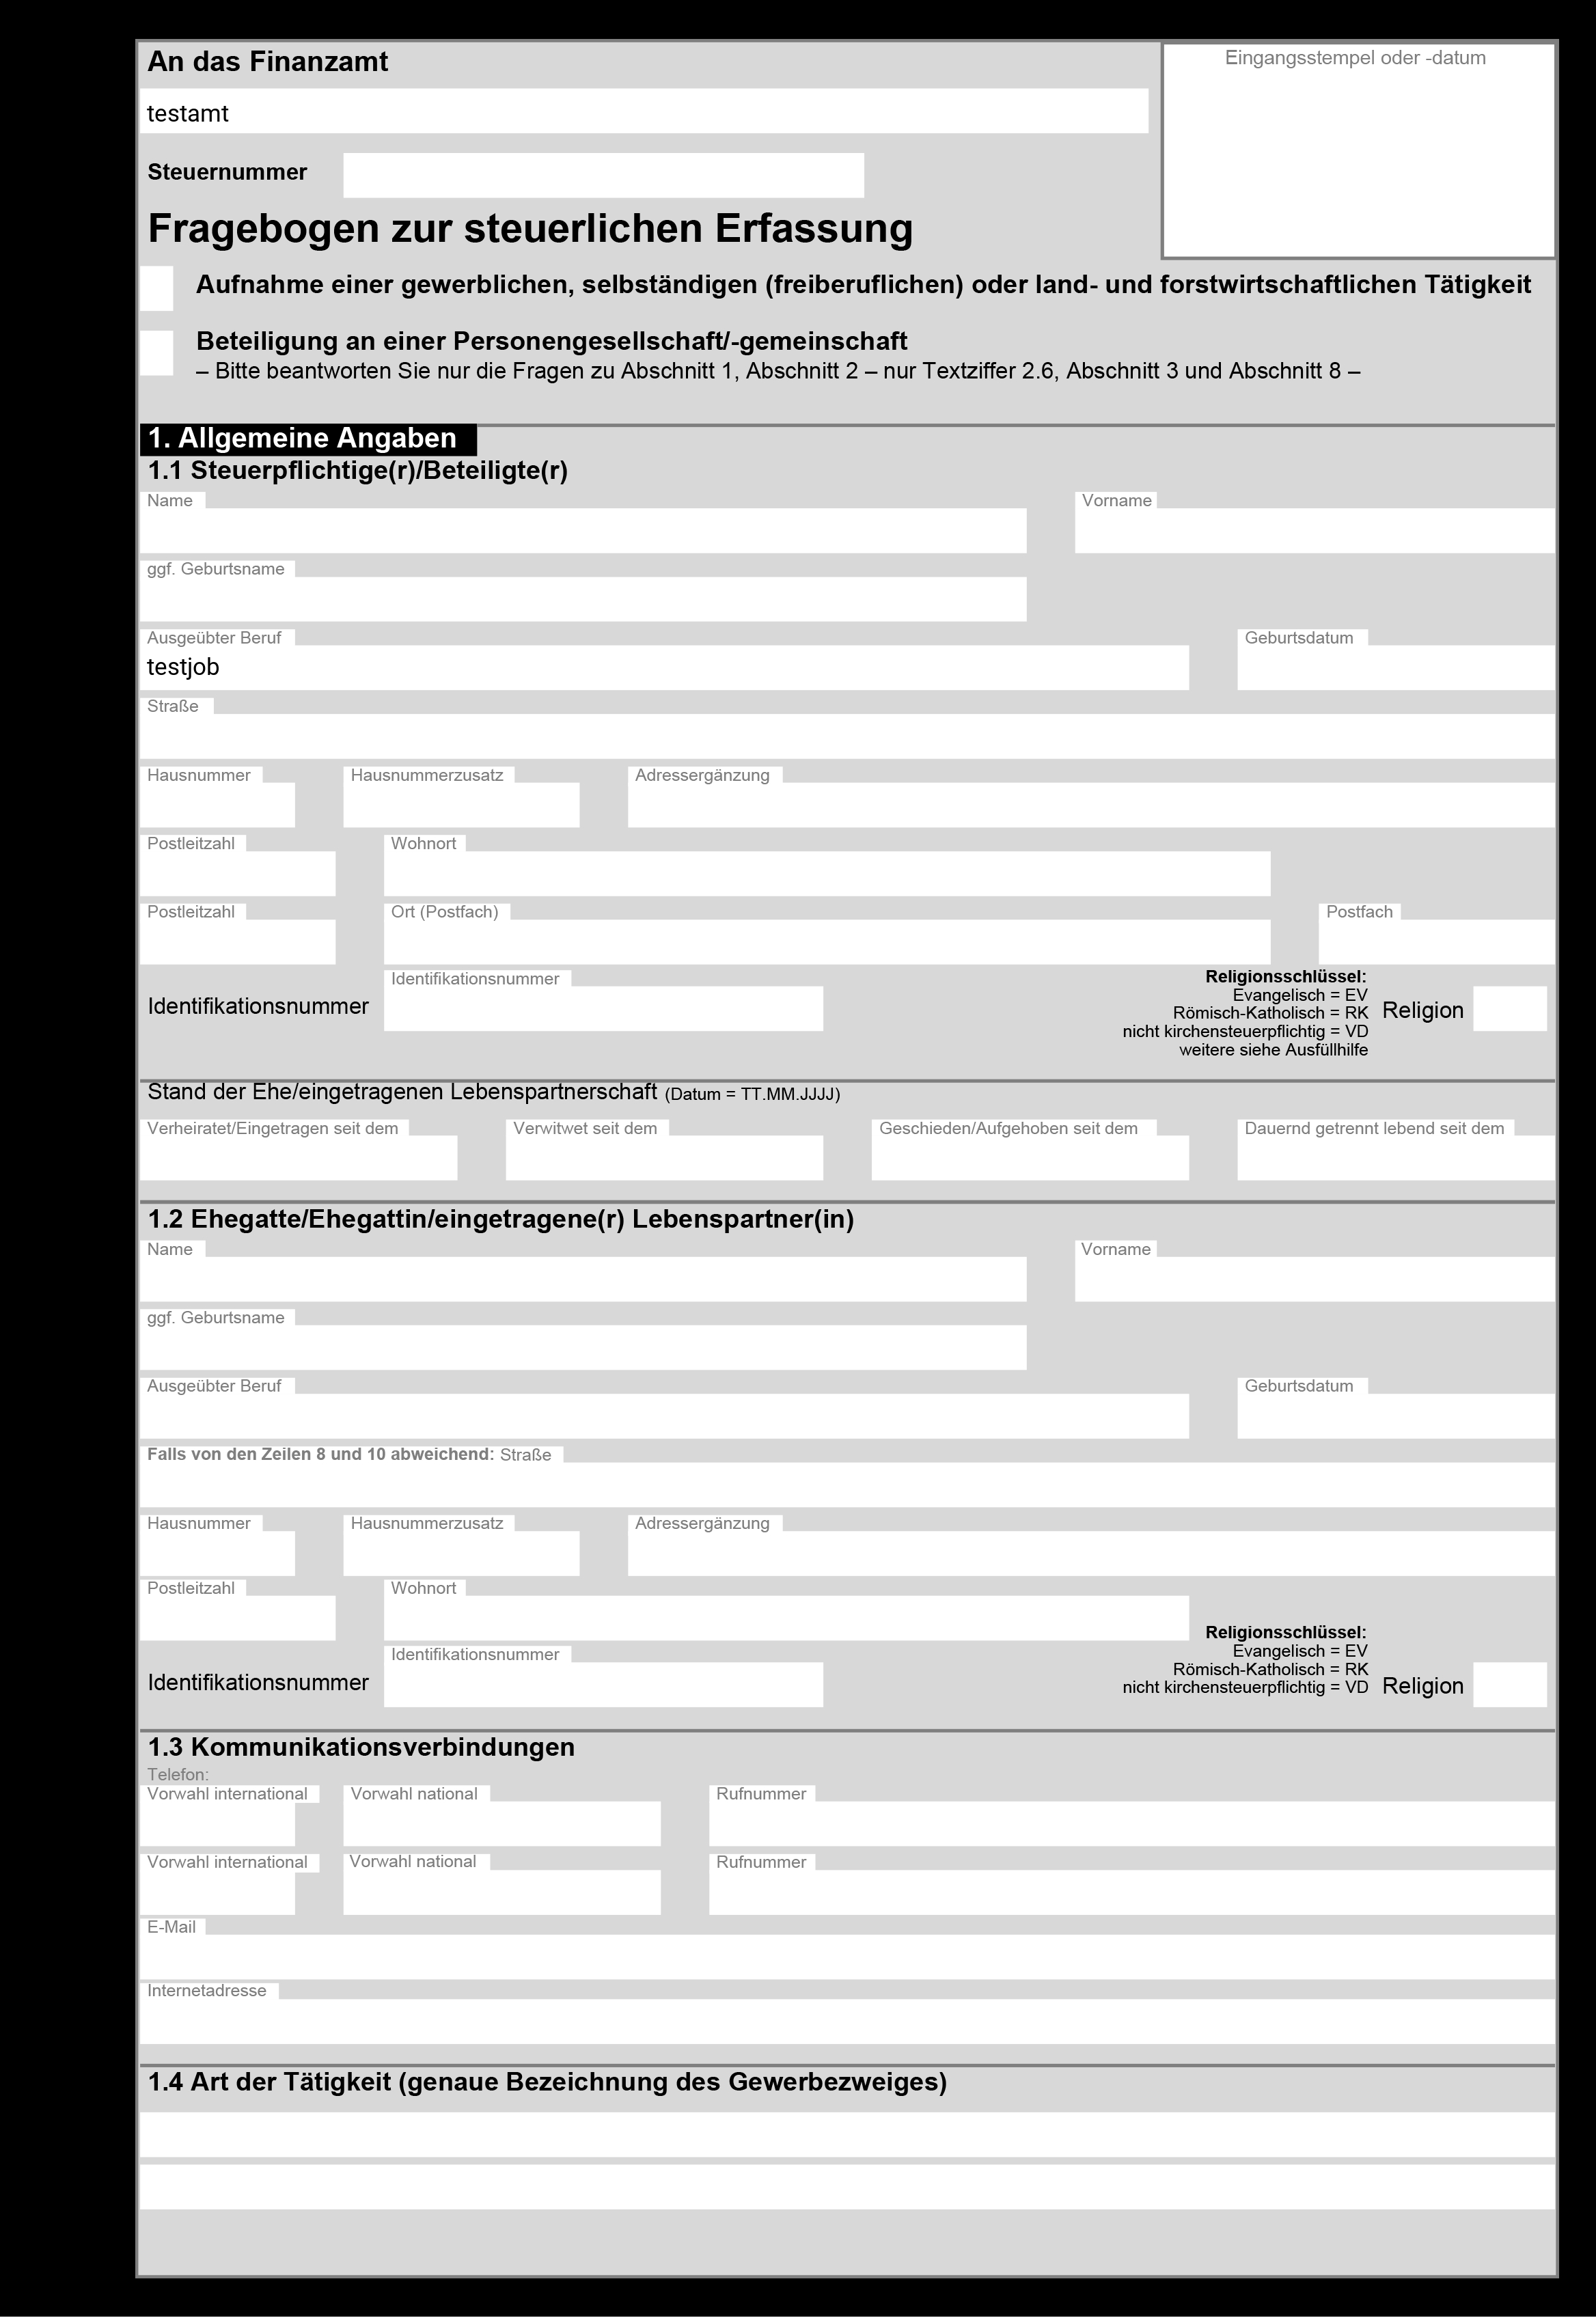 An das Finanzamt
Eingangsstempel oder -datum
testamt
Steuernummer
Fragebogen zur steuerlichen Erfassung
Aufnahme einer gewerblichen, selbständigen (freiberuflichen) oder land- und forstwirtschaftlichen Tätigkeit
Beteiligung an einer Personengesellschaft/-gemeinschaft
– Bitte beantworten Sie nur die Fragen zu Abschnitt 1, Abschnitt 2 – nur Textziffer 2.6, Abschnitt 3 und Abschnitt 8 –
1. Allgemeine Angaben
1.1 Steuerpflichtige(r)/Beteiligte(r)
Name Vorname
ggf. Geburtsname
Ausgeübter Beruf Geburtsdatum
testjob
Straße
Hausnummer Hausnummerzusatz Adressergänzung
Postleitzahl Wohnort
Postleitzahl Ort (Postfach) Postfach
Identifikationsnummer
Identifikationsnummer
Religionsschlüssel:
Evangelisch = EV
Römisch-Katholisch = RK
nicht kirchensteuerpflichtig = VD
weitere siehe Ausfüllhilfe
Religion
Stand der Ehe/eingetragenen Lebenspartnerschaft (Datum = TT.MM.JJJJ)
Verheiratet/Eingetragen seit dem Verwitwet seit dem Geschieden/Aufgehoben seit dem Dauernd getrennt lebend seit dem
1.2 Ehegatte/Ehegattin/eingetragene(r) Lebenspartner(in)
Name Vorname
ggf. Geburtsname
Ausgeübter Beruf Geburtsdatum
Falls von den Zeilen 8 und 10 abweichend: Straße
Hausnummer Hausnummerzusatz Adressergänzung
Postleitzahl Wohnort
Identifikationsnummer
Identifikationsnummer
Religionsschlüssel:
Evangelisch = EV
Römisch-Katholisch = RK
nicht kirchensteuerpflichtig = VD
Religion
1.3 Kommunikationsverbindungen
Telefon:
Vorwahl international Vorwahl national Rufnummer
Vorwahl international Vorwahl national Rufnummer
E-Mail
Internetadresse
1.4 Art der Tätigkeit (genaue Bezeichnung des Gewerbezweiges)